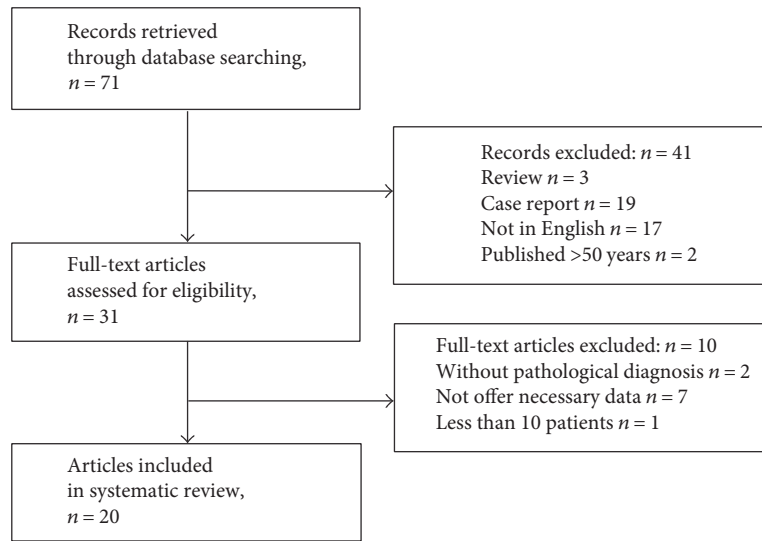 Records retrieved
through database searching,
n = 71
Records excluded: n = 41
Review n = 3
Case report n = 19
Not in English n = 17
Published >50 years n = 2
Full-text articles
assessed for eligibility,
n = 31
Full-text articles excluded: n = 10
Without pathological diagnosis n = 2
Not offer necessary data n = 7
Less than 10 patients n = 1
Articles included
in systematic review,
n = 20